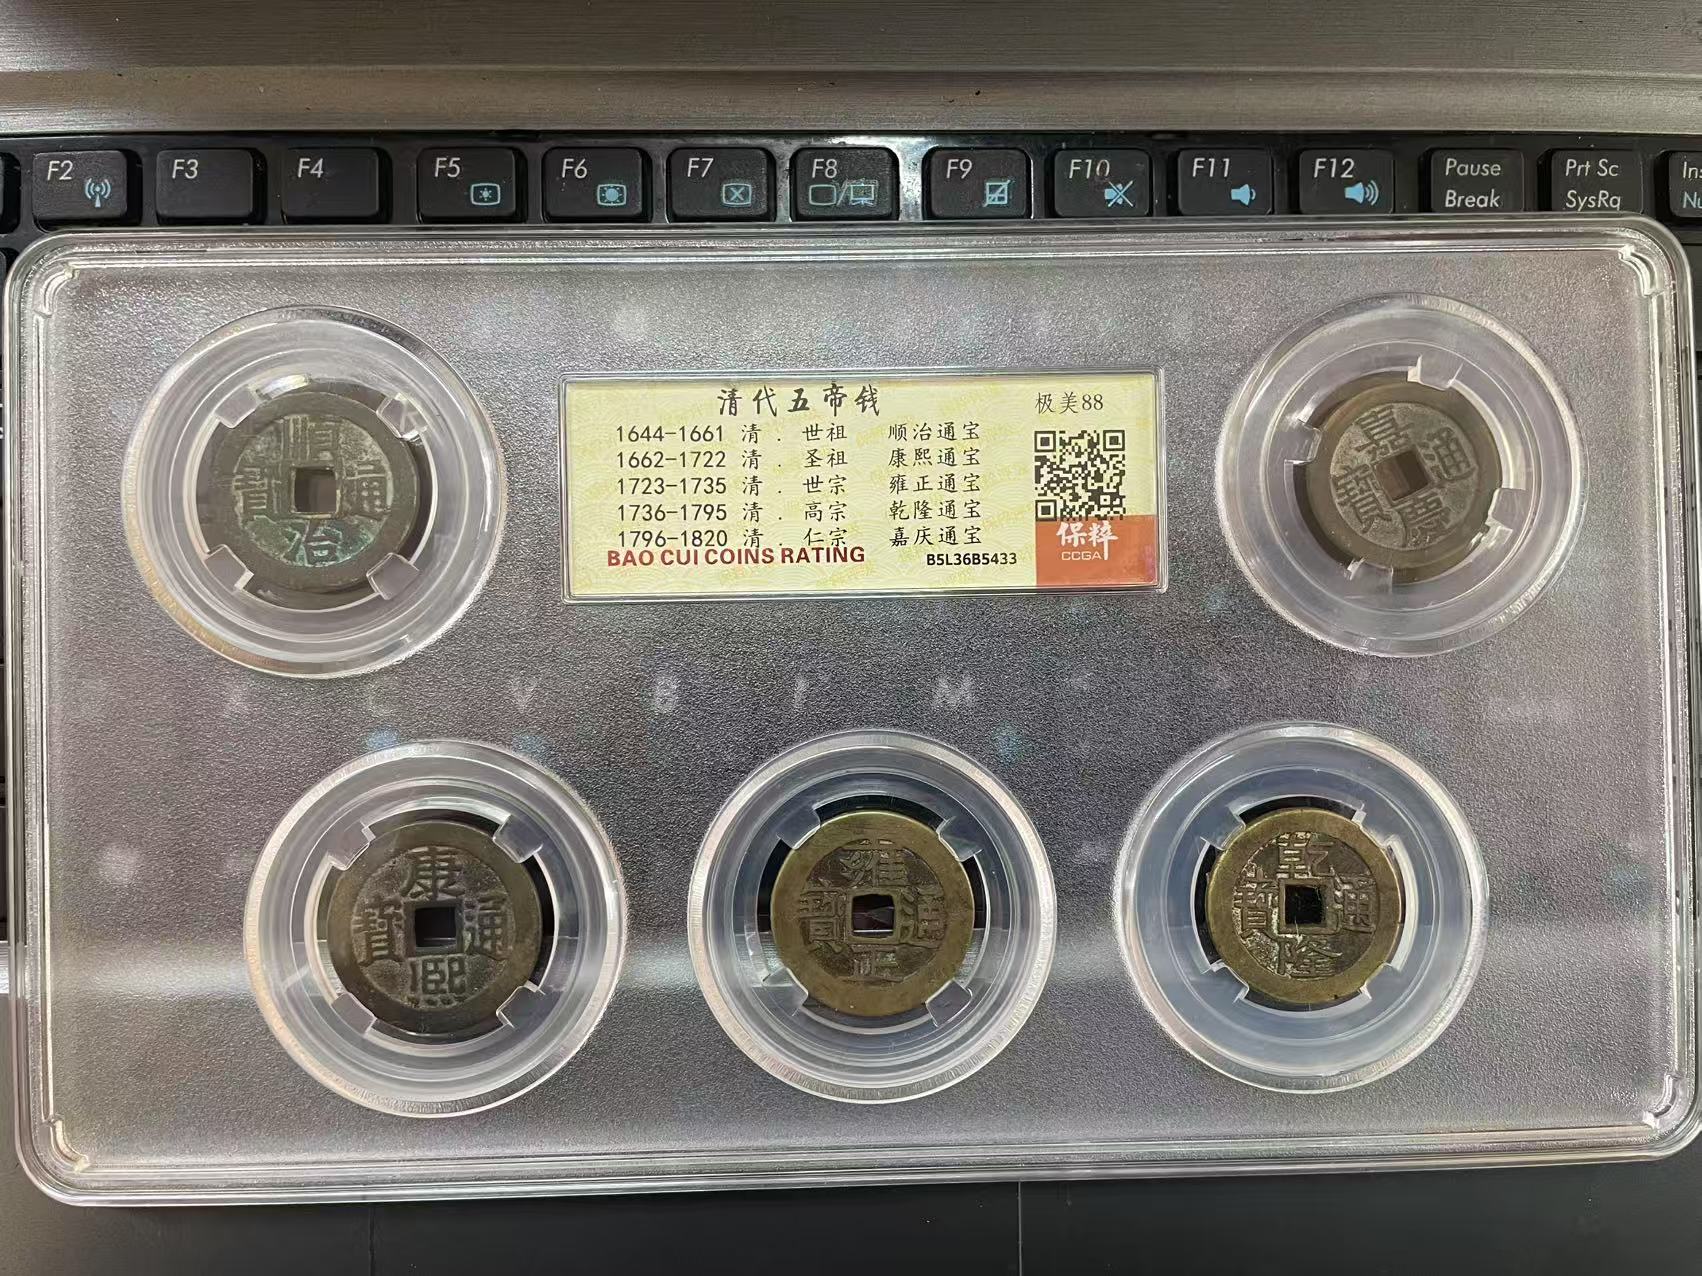 F2 F3 F4 F5 F6 F7 F8 F9 F10 F11 F12 Pause Break Prt Sc SysRq
清代五帝钱
极美88
1644-1661 清 . 世祖 顺治通宝
1662-1722 清 . 圣祖 康熙通宝
1723-1735 清 . 世宗 雍正通宝
1736-1795 清 . 高宗 乾隆通宝
1796-1820 清 . 仁宗 嘉庆通宝
BAO CUI COINS RATING
B5L36B5433
保粹
CCGA
順治通寶
嘉慶通寶
C V B M
康熙通寶
雍正通寶
乾隆通寶